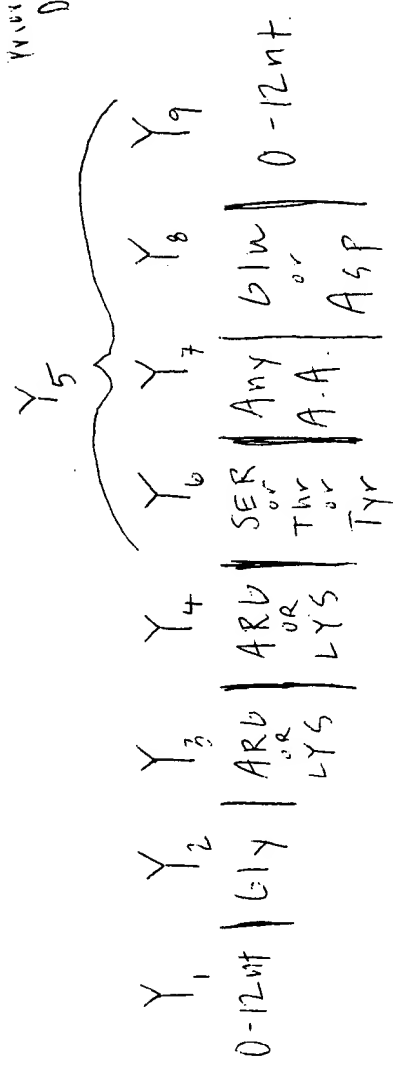 Y5
Y1 Y2 Y3 Y4 Y6 Y7 Y8 Y9
0-12nt | Gly | ARG | ARG | SER | Any | Gln | 0-12nt.
OR OR or A.A. or
LYS LYS Thr Asp
or
Tyr